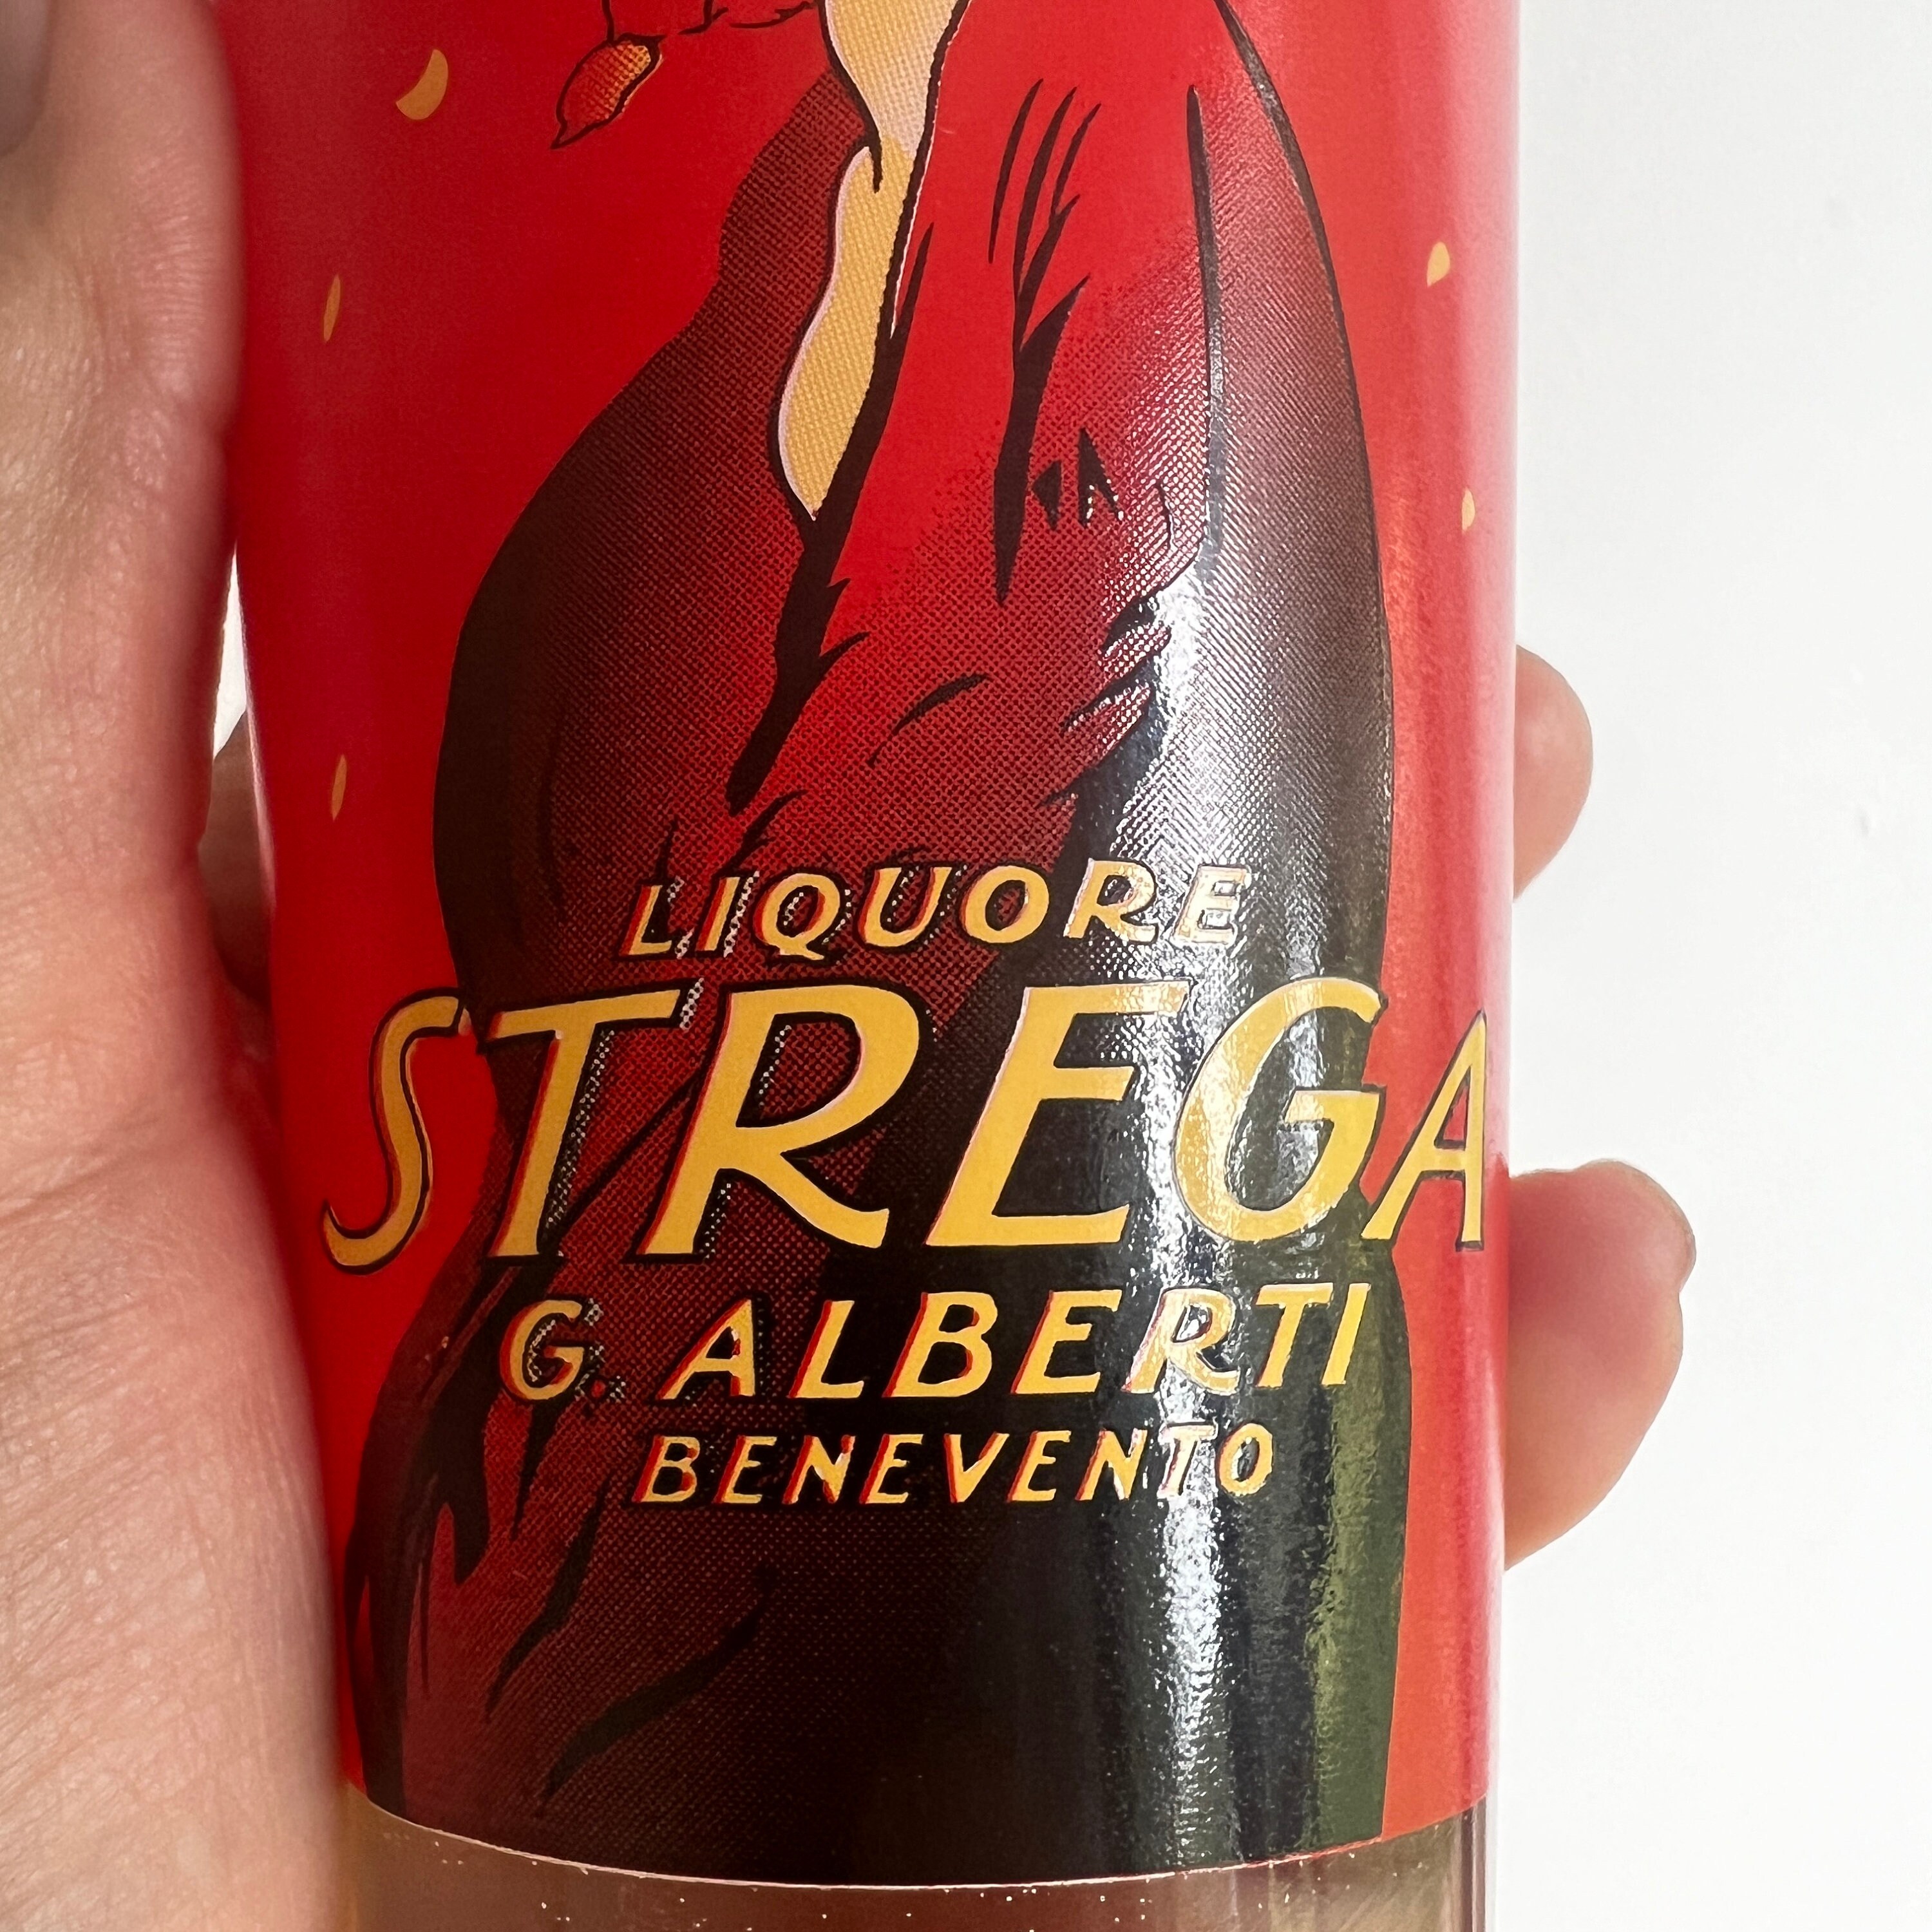 LIQUORE
STREGA
G. ALBERTI
BENEVENTO